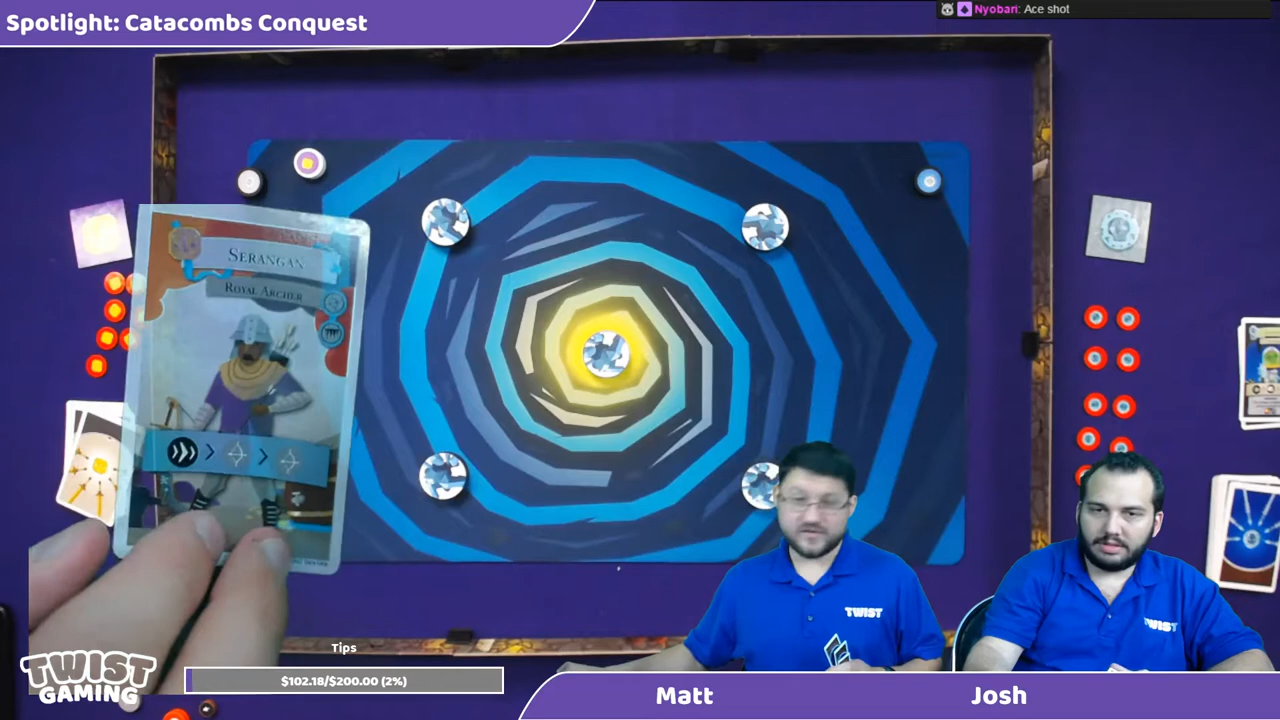 Spotlight: Catacombs Conquest
Nyobari: Ace shot
SERANGAN
ROYAL ARCHER
TWIST
TWIST
Tips
$102.18/$200.00 (2%)
TWIST
GAMING
Matt
Josh